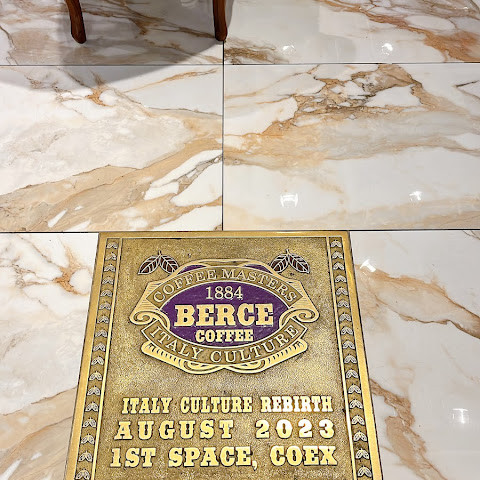 COFFEE MASTERS
1884
BERCE
COFFEE
ITALY CULTURE
ITALY CULTURE REBIRTH
AUGUST 2023
1ST SPACE, COEX